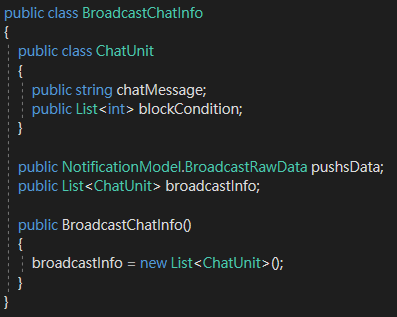 public class BroadcastChatInfo
{
    public class ChatUnit
    {
        public string chatMessage;
        public List<int> blockCondition;
    }

    public NotificationModel.BroadcastRawData pushsData;
    public List<ChatUnit> broadcastInfo;

    public BroadcastChatInfo()
    {
        broadcastInfo = new List<ChatUnit>();
    }
}